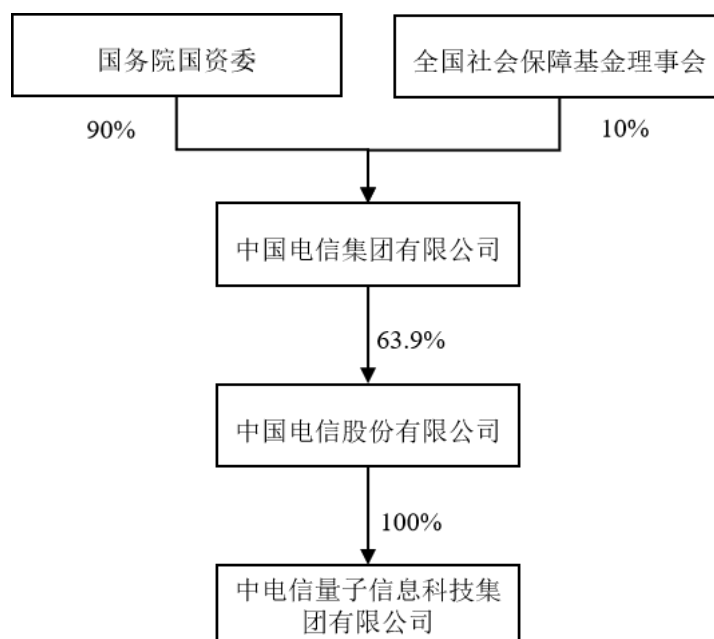 国务院国资委
全国社会保障基金理事会
90%
10%
中国电信集团有限公司
63.9%
中国电信股份有限公司
100%
中电信量子信息科技集
团有限公司